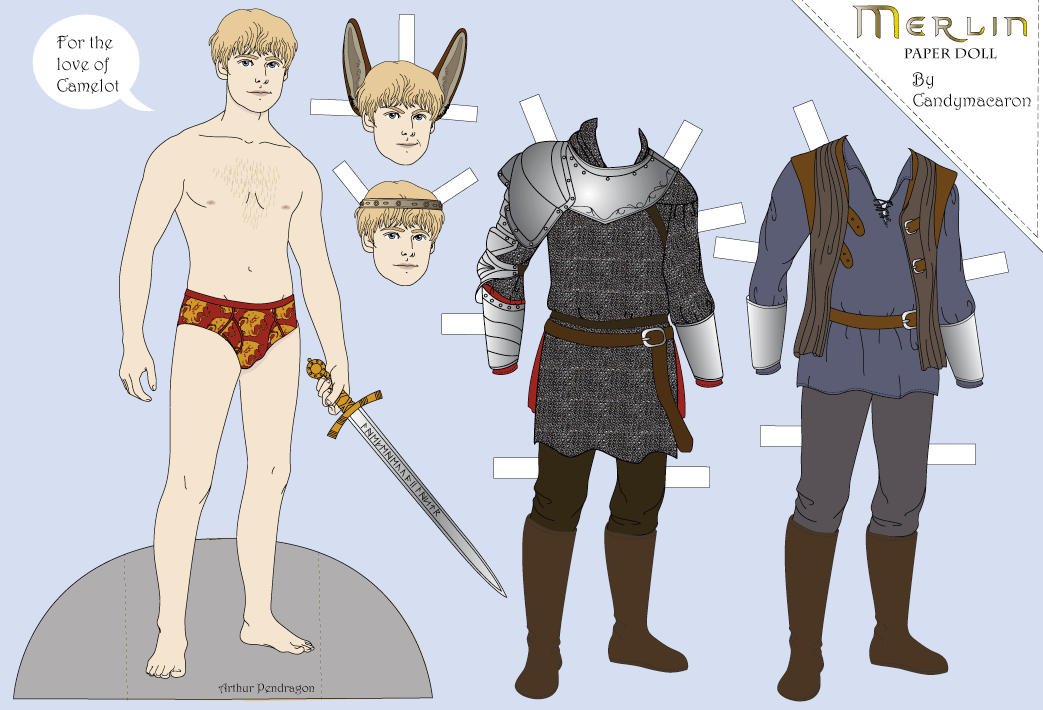 For the
love of
Camelot
MERLIN
PAPER DOLL
By
Candymacaron
Arthur Pendragon